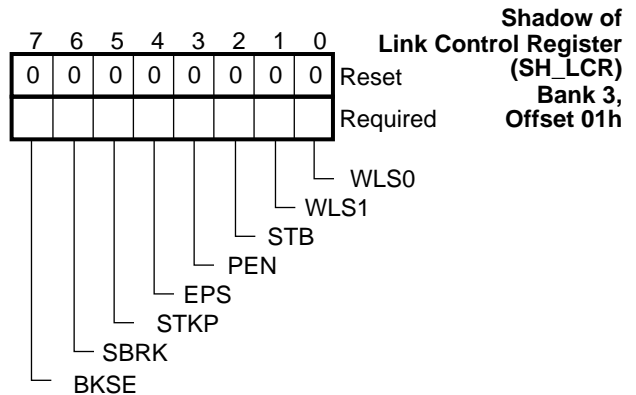 Shadow of
Link Control Register
(SH_LCR)
Bank 3,
Offset 01h
7 6 5 4 3 2 1 0
0 0 0 0 0 0 0 0 Reset
Required
WLS0
WLS1
STB
PEN
EPS
STKP
SBRK
BKSE